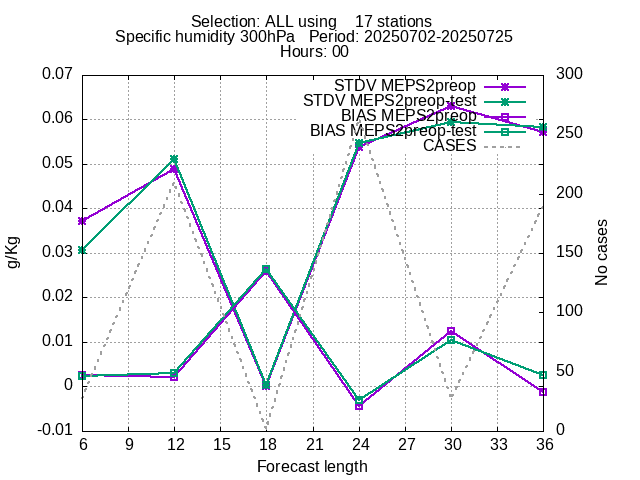 Selection: ALL using    17 stations
Specific humidity 300hPa   Period: 20250702-20250725
Hours: 00
0.07
0.06
0.05
0.04
0.03
0.02
0.01
0
-0.01
g/Kg
STDV MEPS2preop
STDV MEPS2preop-test
BIAS MEPS2preop
BIAS MEPS2preop-test
CASES
300
250
200
150
100
50
0
No cases
6 9 12 15 18 21 24 27 30 33 36
Forecast length